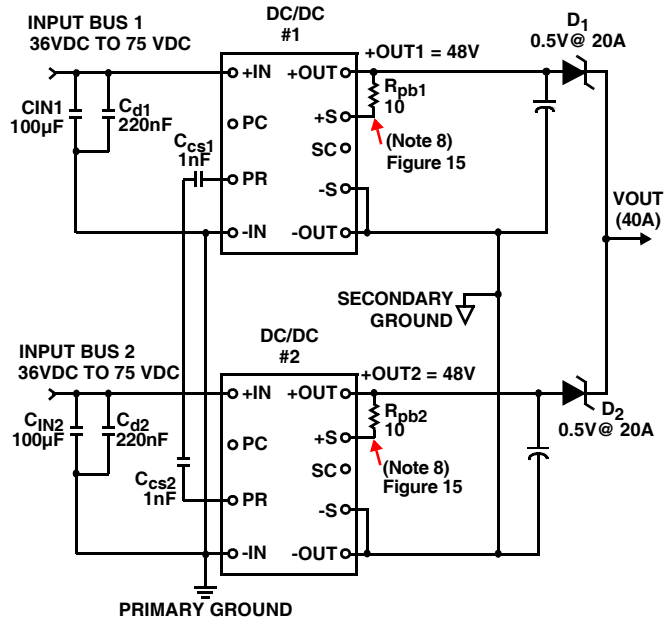 INPUT BUS 1
36VDC TO 75 VDC
DC/DC
#1
+OUT1 = 48V
D1
0.5V@ 20A
+IN
+OUT
CIN1
100µF
Cd1
220nF
Rpb1
10
PC
+S
(Note 8)
Figure 15
Ccs1
1nF
SC
PR
-S
VOUT
(40A)
-IN
-OUT
SECONDARY
GROUND
INPUT BUS 2
36VDC TO 75 VDC
DC/DC
#2
+OUT2 = 48V
D2
0.5V@ 20A
+IN
+OUT
CIN2
100µF
Cd2
220nF
Rpb2
10
PC
+S
(Note 8)
Figure 15
Ccs2
1nF
SC
PR
-S
-IN
-OUT
PRIMARY GROUND